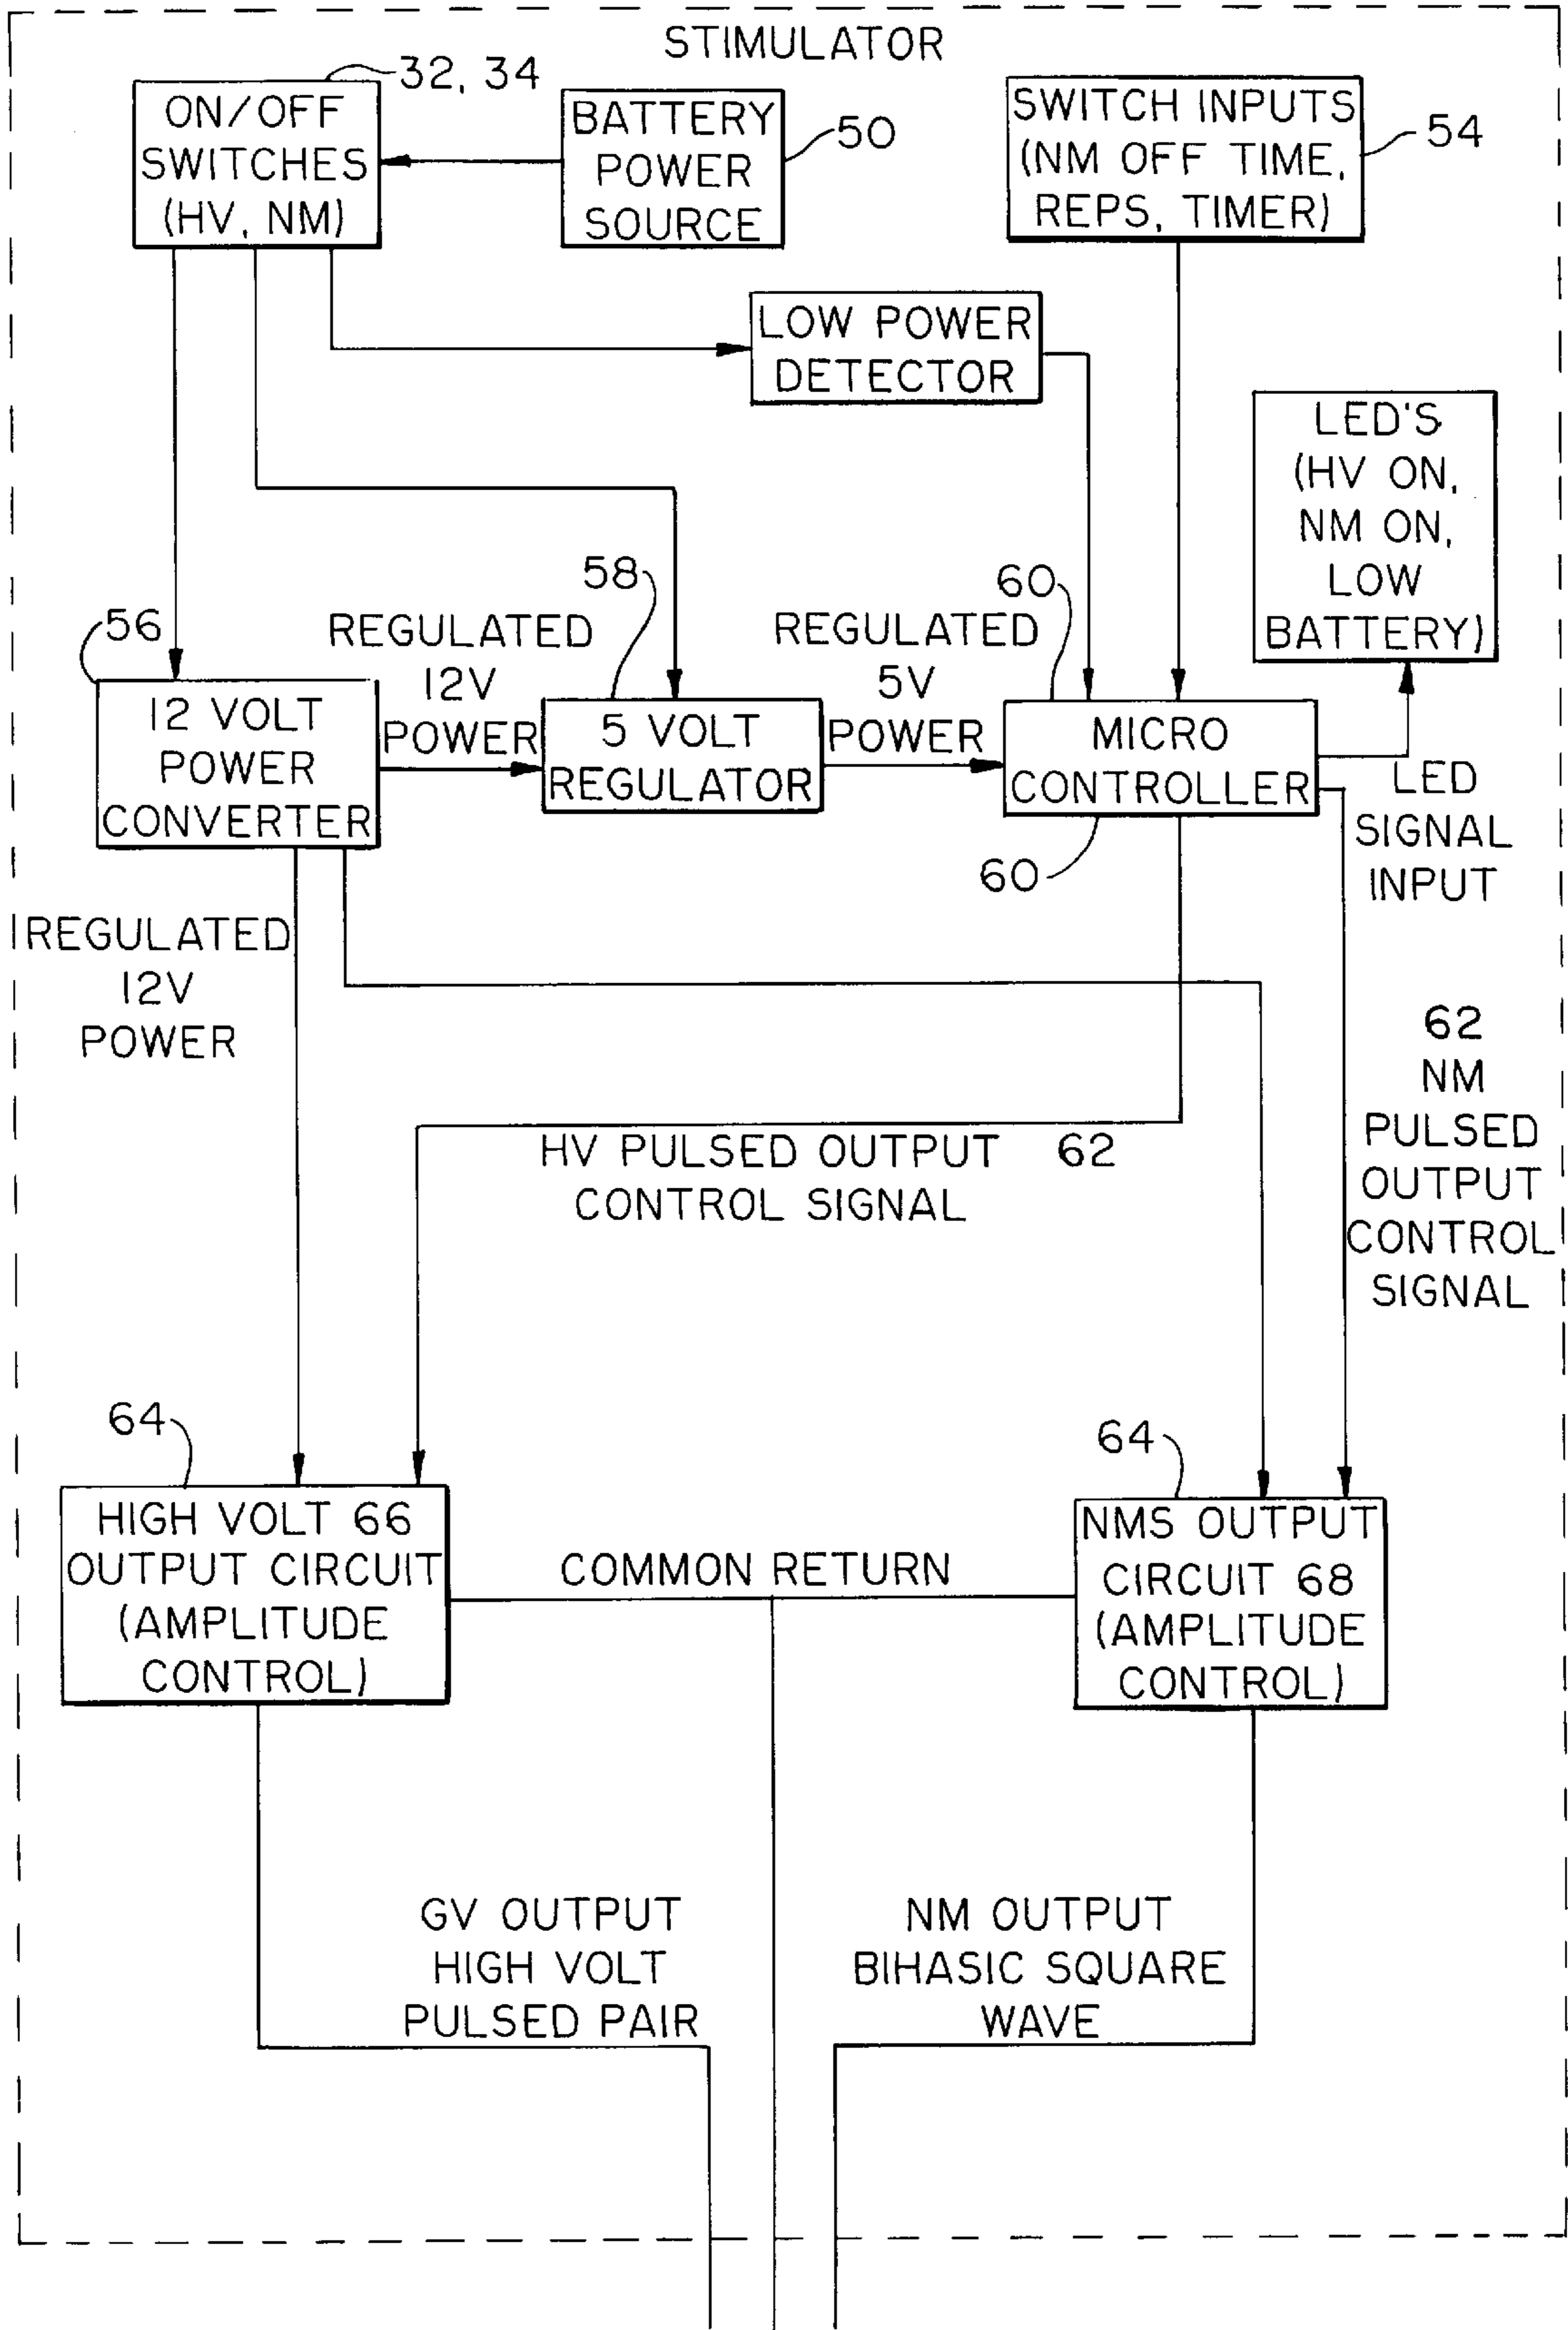 STIMULATOR
32, 34
ON/OFF
SWITCHES
(HV, NM)
BATTERY
POWER
SOURCE
50
SWITCH INPUTS
(NM OFF TIME,
REPS, TIMER)
54
LOW POWER
DETECTOR
LED'S
(HV ON,
NM ON,
LOW
BATTERY)
56
12 VOLT
POWER
CONVERTER
REGULATED
12V
POWER
58
5 VOLT
REGULATOR
REGULATED
5V
POWER
60
MICRO
CONTROLLER
60
LED
SIGNAL
INPUT
REGULATED
12V
POWER
HV PULSED OUTPUT 62
CONTROL SIGNAL
62
NM
PULSED
OUTPUT
CONTROL
SIGNAL
64
HIGH VOLT 66
OUTPUT CIRCUIT
(AMPLITUDE
CONTROL)
COMMON RETURN
64
NMS OUTPUT
CIRCUIT 68
(AMPLITUDE
CONTROL)
GV OUTPUT
HIGH VOLT
PULSED PAIR
NM OUTPUT
BIHASIC SQUARE
WAVE